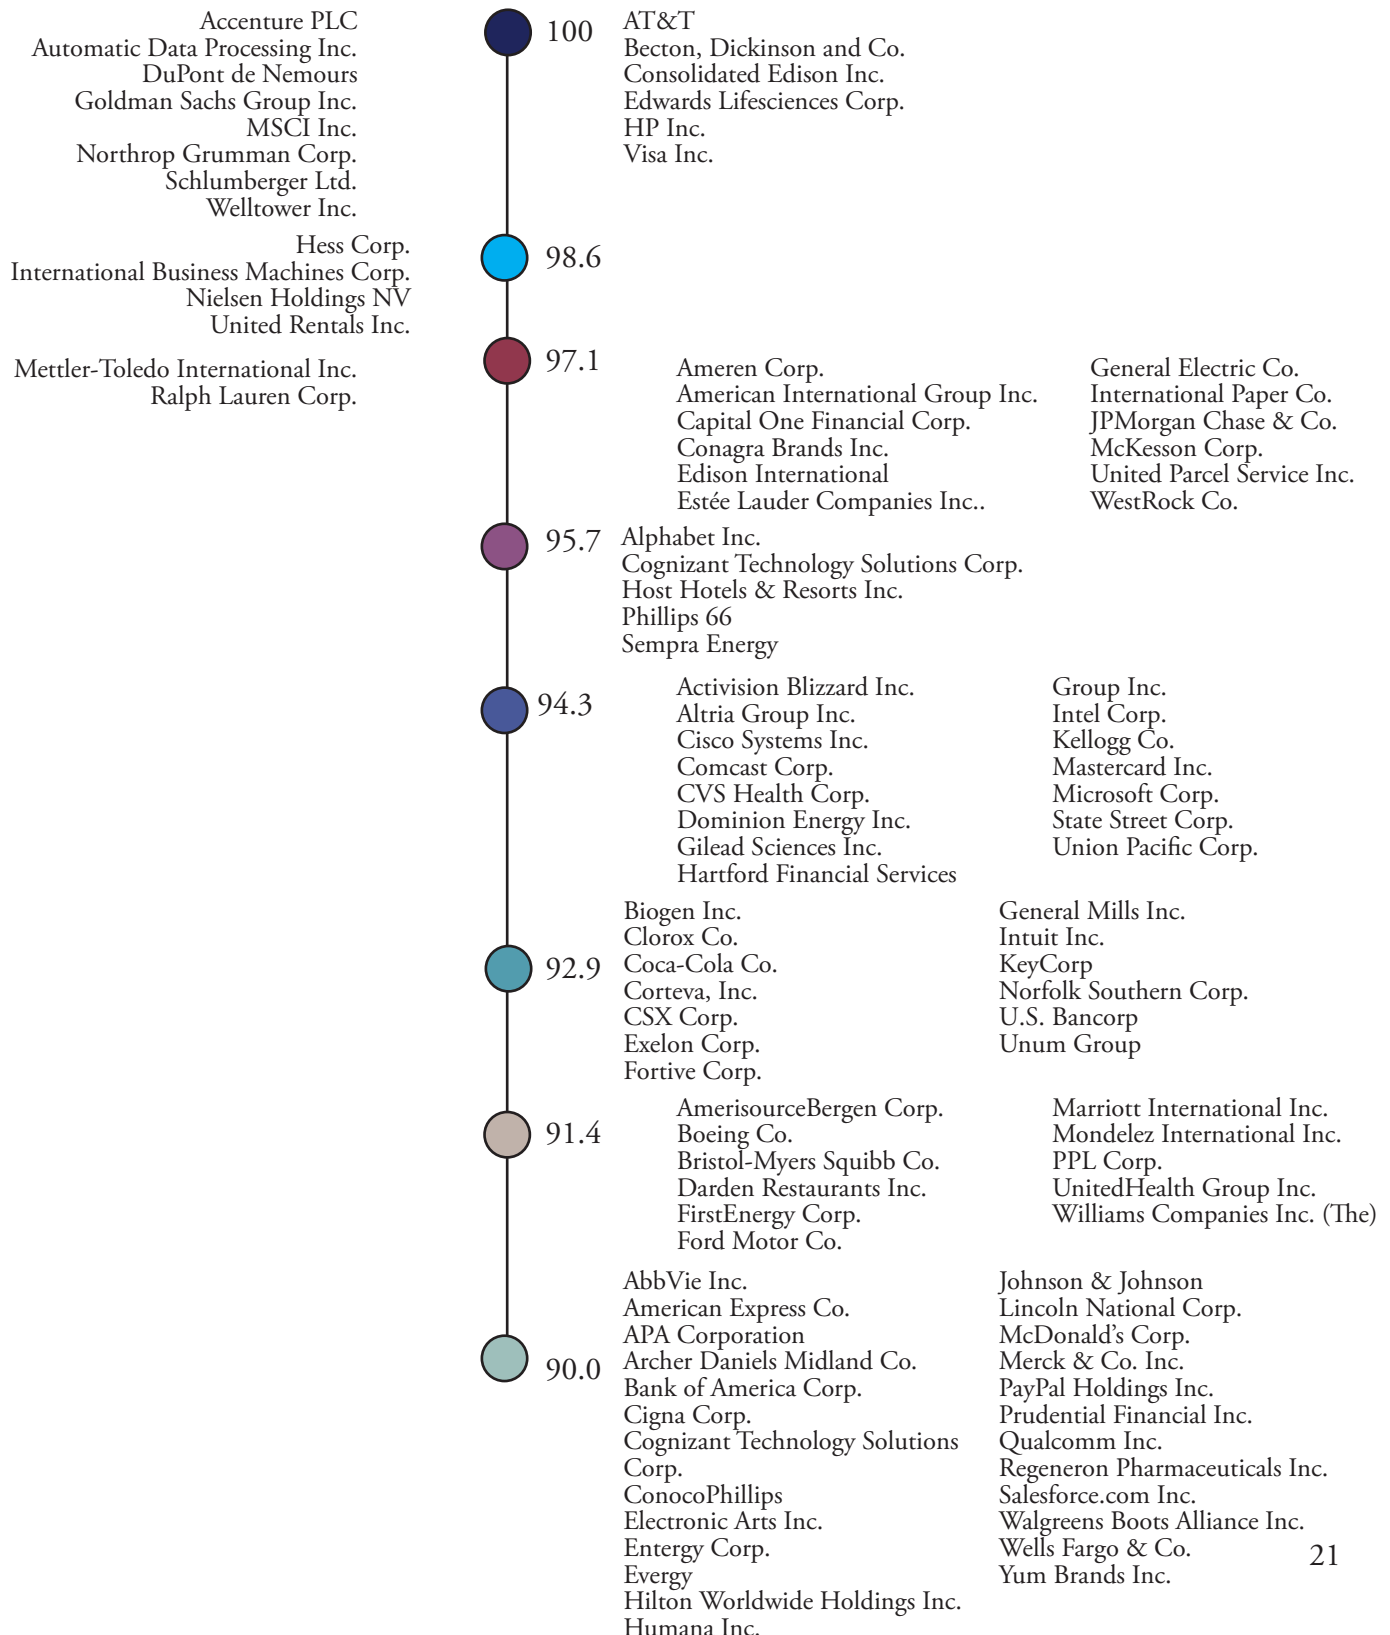 Accenture PLC
Automatic Data Processing Inc.
DuPont de Nemours
Goldman Sachs Group Inc.
MSCI Inc.
Northrop Grumman Corp.
Schlumberger Ltd.
Welltower Inc.
100
AT&T
Becton, Dickinson and Co.
Consolidated Edison Inc.
Edwards Lifesciences Corp.
HP Inc.
Visa Inc.
Hess Corp.
International Business Machines Corp.
Nielsen Holdings NV
United Rentals Inc.
98.6
Mettler-Toledo International Inc.
Ralph Lauren Corp.
97.1
Ameren Corp.
American International Group Inc.
Capital One Financial Corp.
Conagra Brands Inc.
Edison International
Estée Lauder Companies Inc..
General Electric Co.
International Paper Co.
JPMorgan Chase & Co.
McKesson Corp.
United Parcel Service Inc.
WestRock Co.
95.7
Alphabet Inc.
Cognizant Technology Solutions Corp.
Host Hotels & Resorts Inc.
Phillips 66
Sempra Energy
94.3
Activision Blizzard Inc.
Altria Group Inc.
Cisco Systems Inc.
Comcast Corp.
CVS Health Corp.
Dominion Energy Inc.
Gilead Sciences Inc.
Hartford Financial Services
Group Inc.
Intel Corp.
Kellogg Co.
Mastercard Inc.
Microsoft Corp.
State Street Corp.
Union Pacific Corp.
92.9
Biogen Inc.
Clorox Co.
Coca-Cola Co.
Corteva, Inc.
CSX Corp.
Exelon Corp.
Fortive Corp.
General Mills Inc.
Intuit Inc.
KeyCorp
Norfolk Southern Corp.
U.S. Bancorp
Unum Group
91.4
AmerisourceBergen Corp.
Boeing Co.
Bristol-Myers Squibb Co.
Darden Restaurants Inc.
FirstEnergy Corp.
Ford Motor Co.
Marriott International Inc.
Mondelez International Inc.
PPL Corp.
UnitedHealth Group Inc.
Williams Companies Inc. (The)
90.0
AbbVie Inc.
American Express Co.
APA Corporation
Archer Daniels Midland Co.
Bank of America Corp.
Cigna Corp.
Cognizant Technology Solutions
Corp.
ConocoPhillips
Electronic Arts Inc.
Entergy Corp.
Evergy
Hilton Worldwide Holdings Inc.
Humana Inc.
Johnson & Johnson
Lincoln National Corp.
McDonald's Corp.
Merck & Co. Inc.
PayPal Holdings Inc.
Prudential Financial Inc.
Qualcomm Inc.
Regeneron Pharmaceuticals Inc.
Salesforce.com Inc.
Walgreens Boots Alliance Inc.
Wells Fargo & Co.
Yum Brands Inc.
21